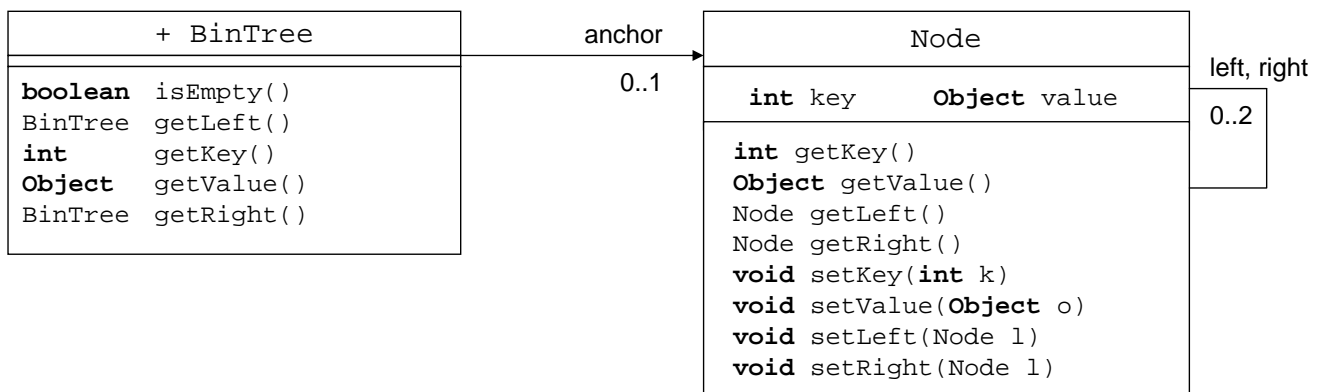 + BinTree
boolean isEmpty()
BinTree getLeft()
int getKey()
Object getValue()
BinTree getRight()
anchor
0..1
Node
int key Object value
int getKey()
Object getValue()
Node getLeft()
Node getRight()
void setKey(int k)
void setValue(Object o)
void setLeft(Node l)
void setRight(Node l)
left, right
0..2